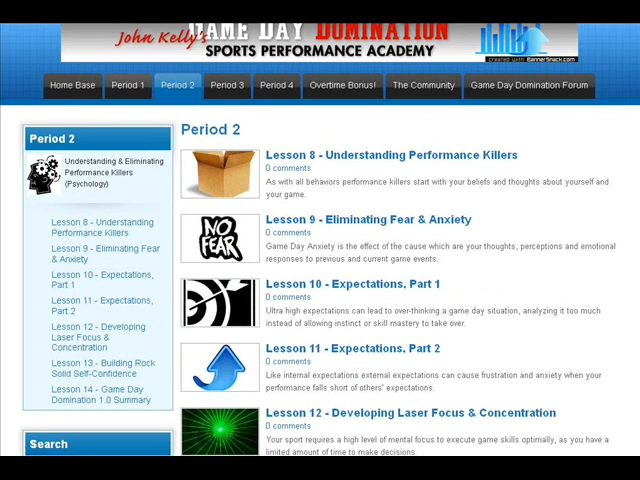 John Kelly's
GAME DAY DOMINATION
SPORTS PERFORMANCE ACADEMY
created with BannerSnack.com
Home Base
Period 1
Period 2
Period 3
Period 4
Overtime Bonus!
The Community
Game Day Domination Forum
Period 2
Understanding & Eliminating
Performance Killers
(Psychology)
Lesson 8 - Understanding
Performance Killers
Lesson 9 - Eliminating Fear
& Anxiety
Lesson 10 - Expectations,
Part 1
Lesson 11 - Expectations,
Part 2
Lesson 12 - Developing
Laser Focus &
Concentration
Lesson 13 - Building Rock
Solid Self-Confidence
Lesson 14 - Game Day
Domination 1.0 Summary
Search
Period 2
Lesson 8 - Understanding Performance Killers
0 comments
As with all behaviors performance killers start with your beliefs and thoughts about yourself and
your game.
NO
FEAR
Lesson 9 - Eliminating Fear & Anxiety
0 comments
Game Day Anxiety is the effect of the cause which are your thoughts, perceptions and emotional
responses to previous and current game events.
Lesson 10 - Expectations, Part 1
0 comments
Ultra high expectations can lead to over-thinking a game day situation, analyzing it too much
instead of allowing instinct or skill mastery to take over.
Lesson 11 - Expectations, Part 2
0 comments
Like internal expectations external expectations can cause frustration and anxiety when your
performance falls short of others' expectations.
Lesson 12 - Developing Laser Focus & Concentration
0 comments
Your sport requires a high level of mental focus to execute game skills optimally, as you have a
limited amount of time to make decisions